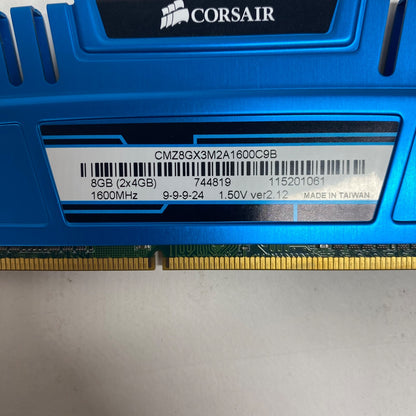 CORSAIR
CMZ8GX3M2A1600C9B
8GB (2x4GB) 744819 115201061
1600MHz 9-9-9-24 1.50V ver2.12 MADE IN TAIWAN